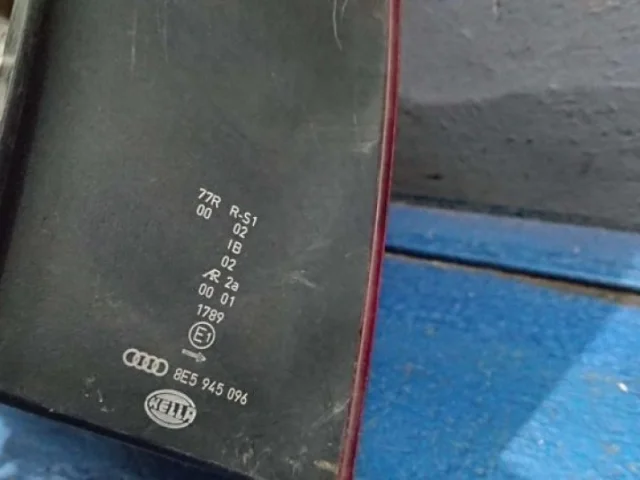 77R R-S1
00 02
IB
02
AR 2a
00 01
1789
E1
8E5 945 096
HELLA